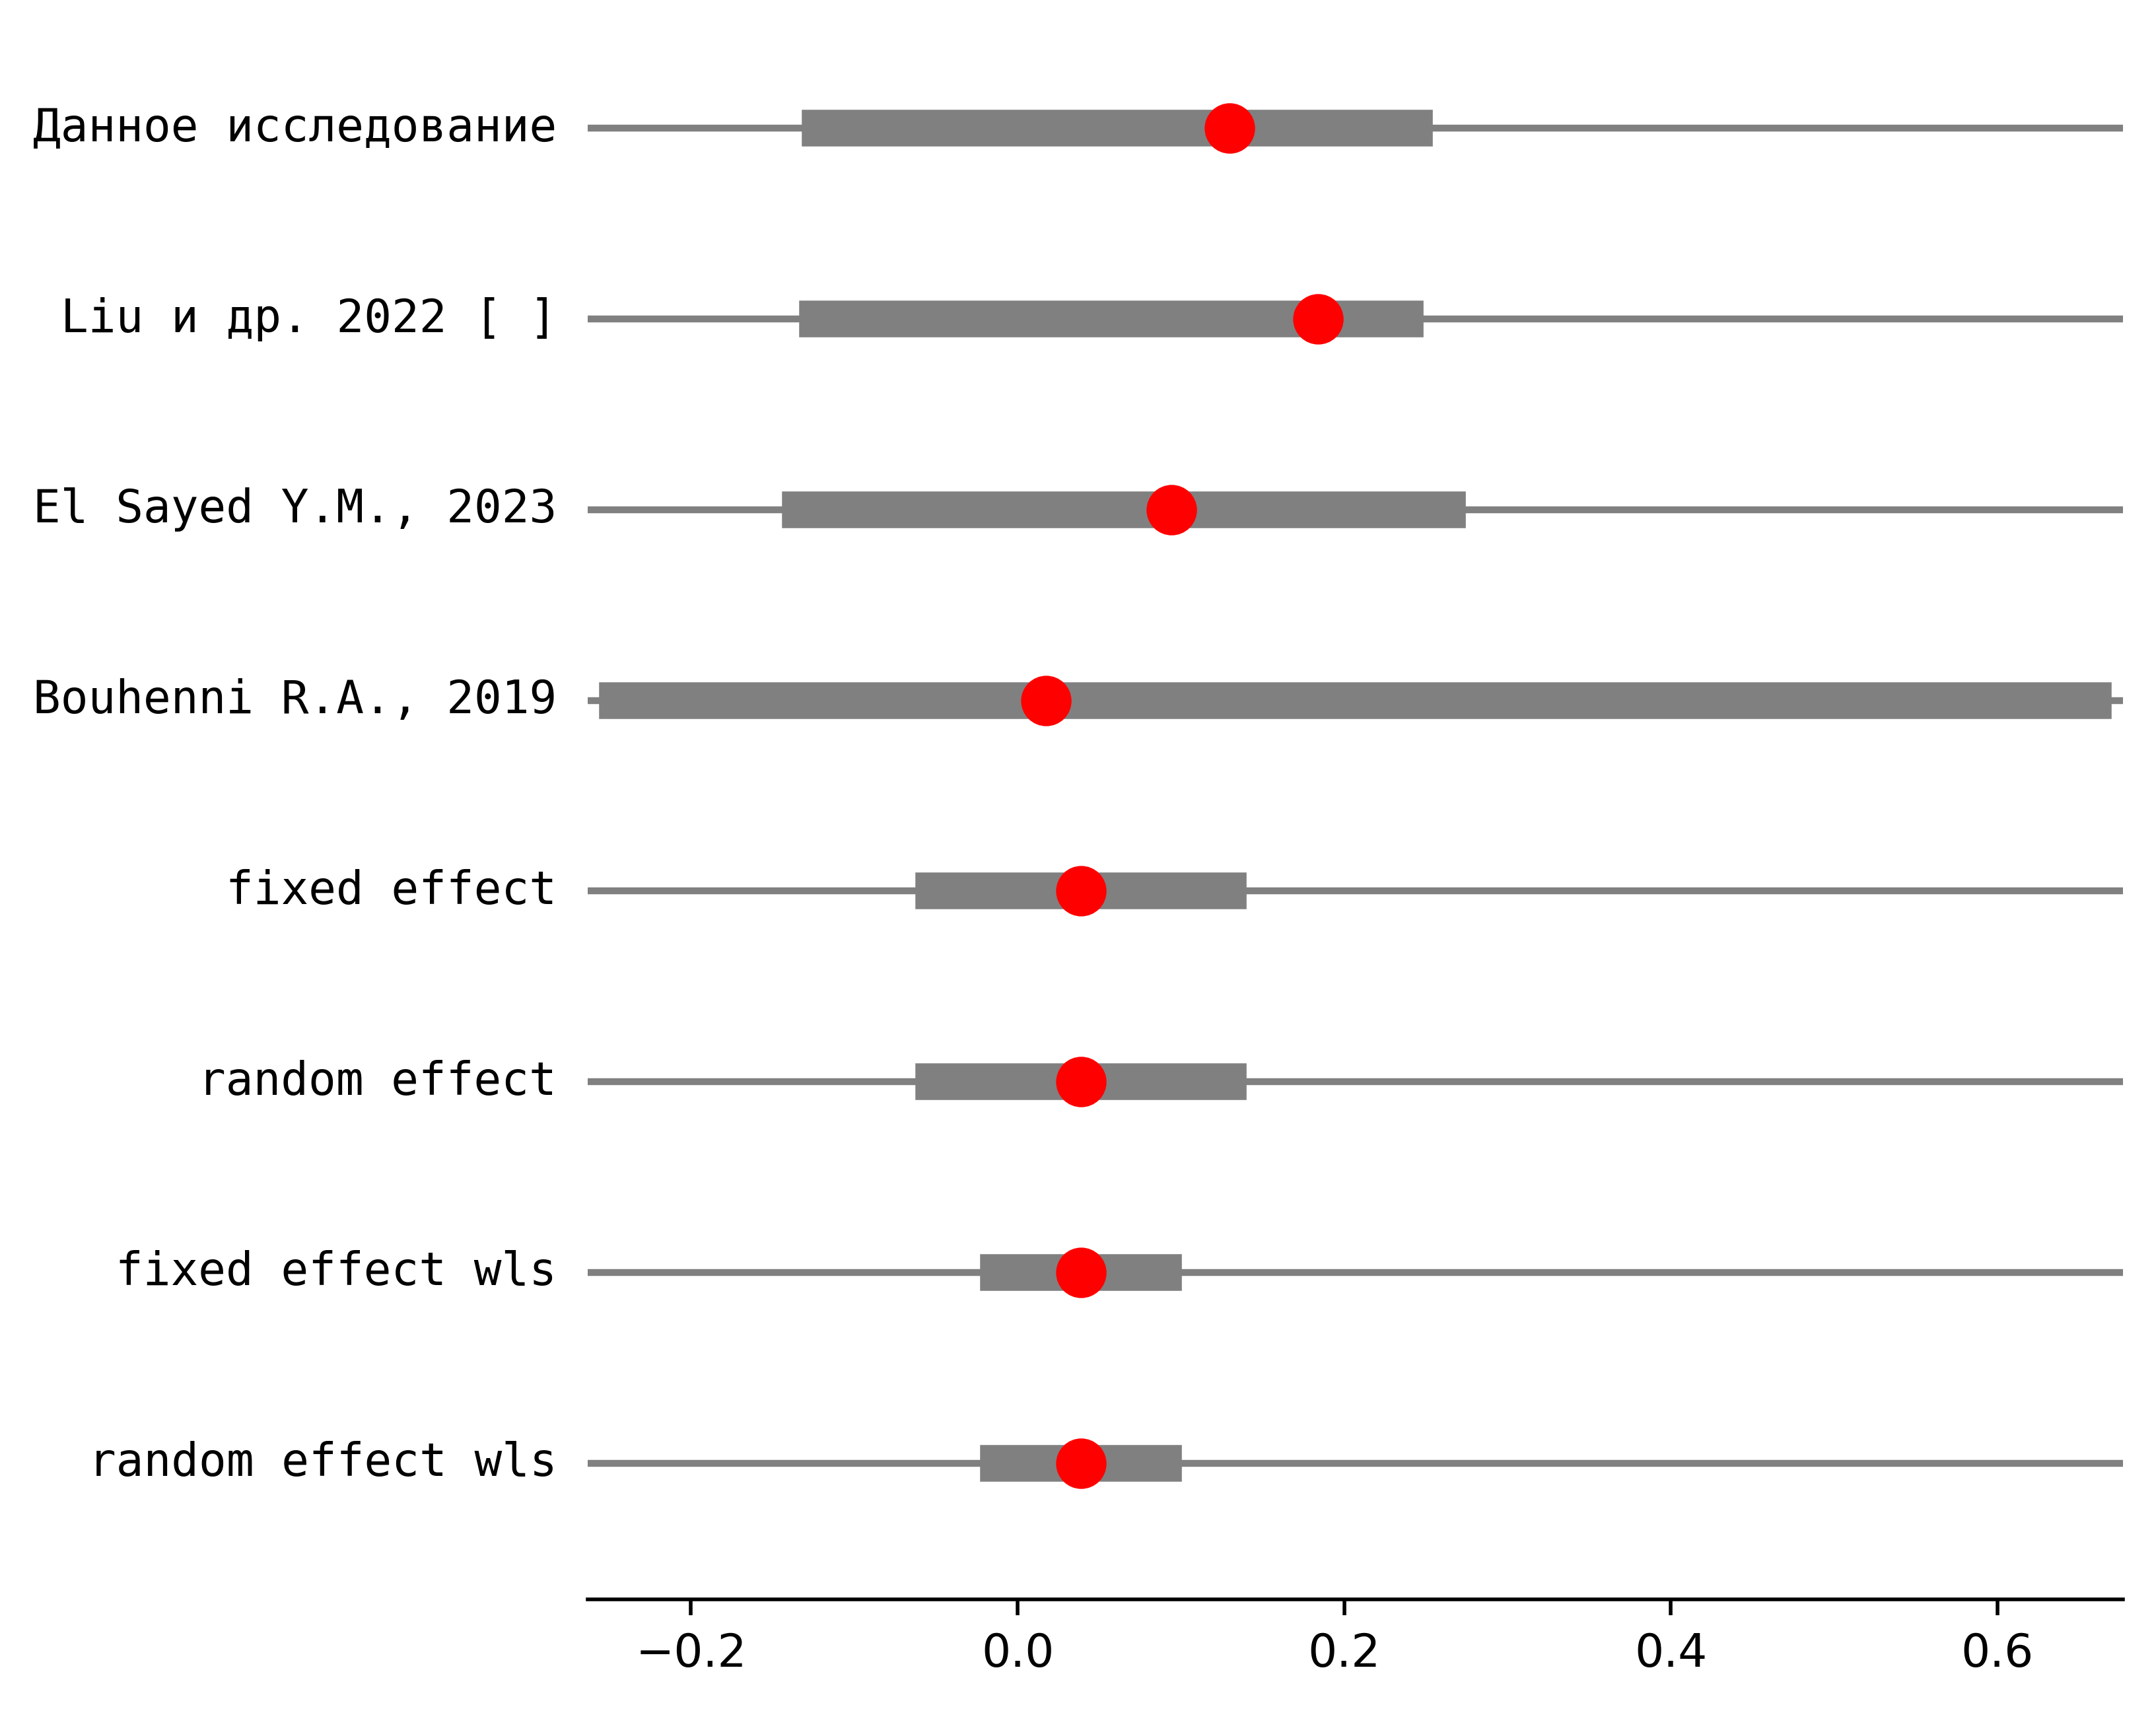 Данное исследование
Liu и др. 2022 [ ]
El Sayed Y.M., 2023
Bouhenni R.A., 2019
fixed effect
random effect
fixed effect wls
random effect wls
−0.2 0.0 0.2 0.4 0.6